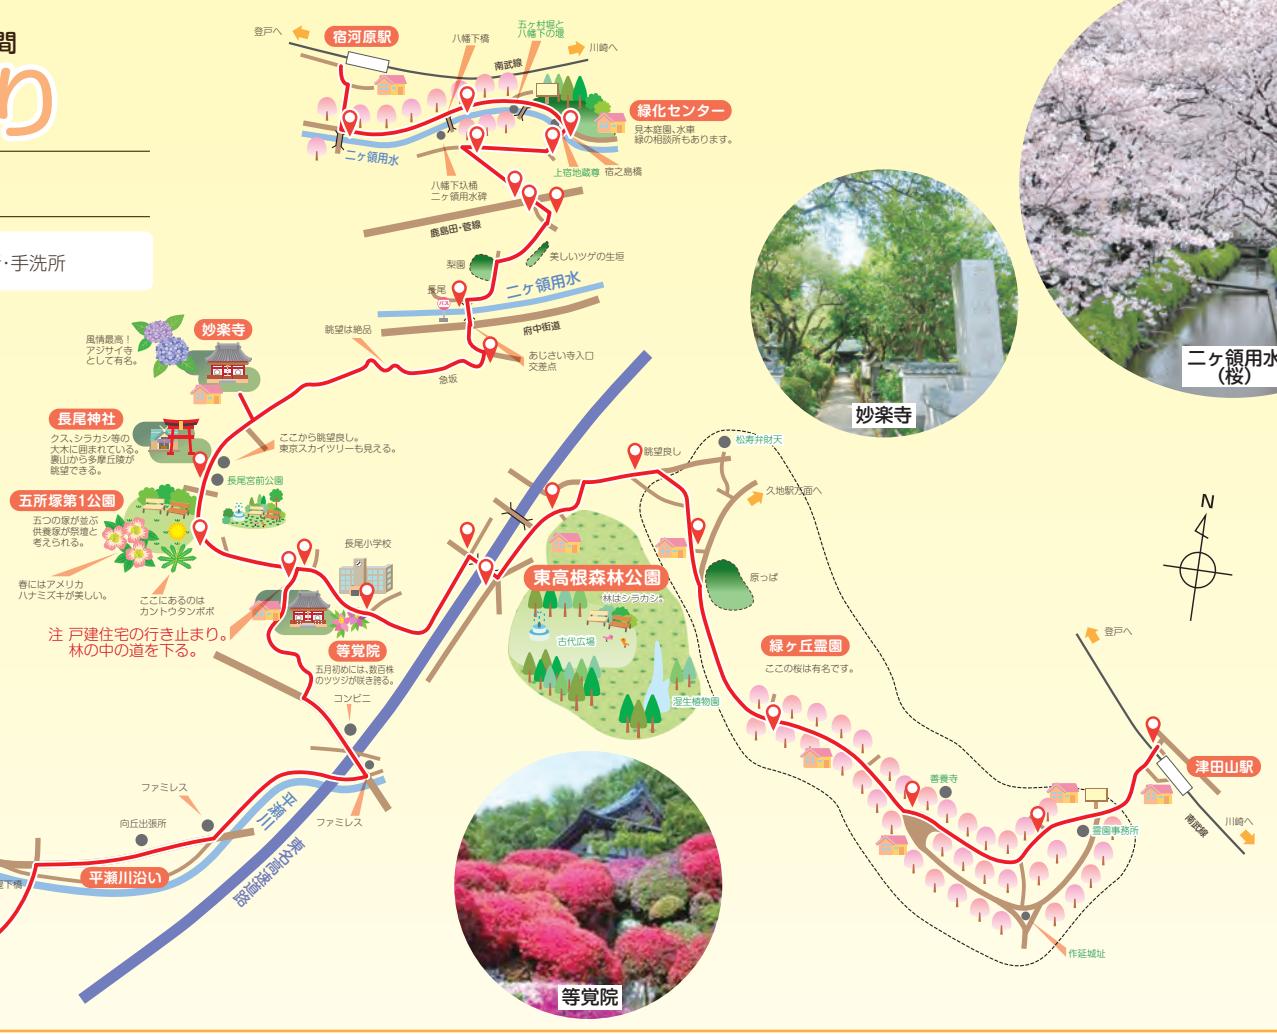 間
り
・手洗所
登戸へ
宿河原駅
八幡下橋
五ヶ村堀と
八幡下の堰
川崎へ
南武線
緑化センター
見本庭園、水車
緑の相談所もあります。
二ヶ領用水
上宿地蔵尊
宿之島橋
八幡下圦樋
二ヶ領用水碑
鹿島田・菅線
梨園
美しいツゲの生垣
長尾
バス
二ヶ領用水
府中街道
眺望は絶品
あじさい寺入口
交差点
急坂
風情最高！
アジサイ寺
として有名。
妙楽寺
長尾神社
クス、シラカシ等の
大木に囲まれている。
裏山から多摩丘陵が
眺望できる。
ここから眺望良し。
東京スカイツリーも見える。
長尾宮前公園
五所塚第1公園
五つの塚が並ぶ
供養塚が祭壇と
考えられる。
春にはアメリカ
ハナミズキが美しい。
ここにあるのは
カントウタンポポ
長尾小学校
注 戸建住宅の行き止まり。
林の中の道を下る。
等覚院
五月初めには、数百株
のツツジが咲き誇る。
コンビニ
ファミレス
ファミレス
向丘出張所
平瀬川
東名高速道路
平瀬川沿い
下橋
眺望良し
松寿弁財天
久地駅方面へ
東高根森林公園
林はシラカシ。
古代広場
湿生植物園
原っぱ
緑ヶ丘霊園
ここの桜は有名です。
善養寺
霊園事務所
作延城址
登戸へ
津田山駅
南武線
川崎へ
N
妙楽寺
二ヶ領用水
（桜）
等覚院